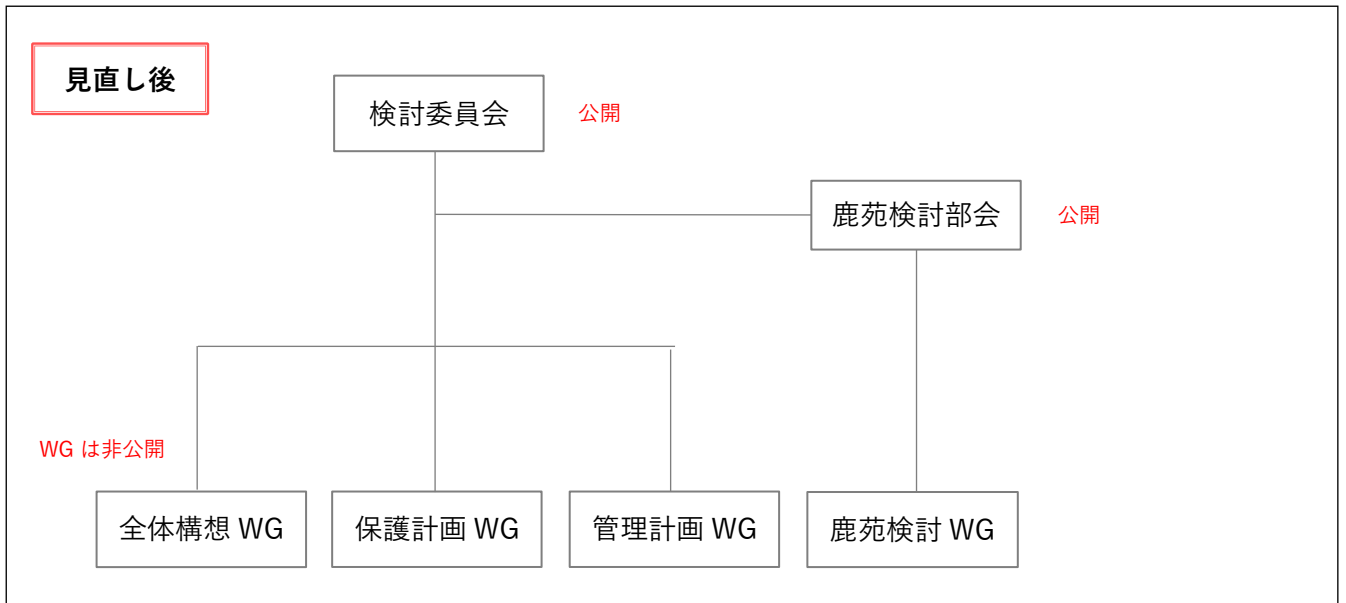 見直し後
検討委員会
公開
鹿苑検討部会
公開
WG は非公開
全体構想 WG
保護計画 WG
管理計画 WG
鹿苑検討 WG